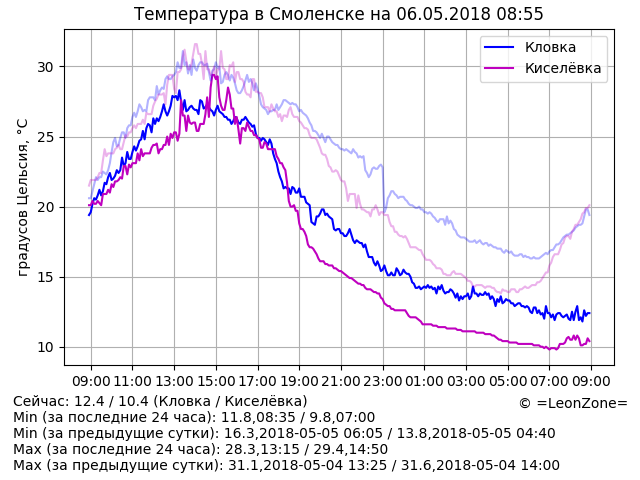 Температура в Смоленске на 06.05.2018 08:55
Кловка
Киселёвка
градусов Цельсия, °C
30
25
20
15
10
09:00 11:00 13:00 15:00 17:00 19:00 21:00 23:00 01:00 03:00 05:00 07:00 09:00
Сейчас: 12.4 / 10.4 (Кловка / Киселёвка)
© =LeonZone=
Min (за последние 24 часа): 11.8,08:35 / 9.8,07:00
Min (за предыдущие сутки): 16.3,2018-05-05 06:05 / 13.8,2018-05-05 04:40
Max (за последние 24 часа): 28.3,13:15 / 29.4,14:50
Max (за предыдущие сутки): 31.1,2018-05-04 13:25 / 31.6,2018-05-04 14:00